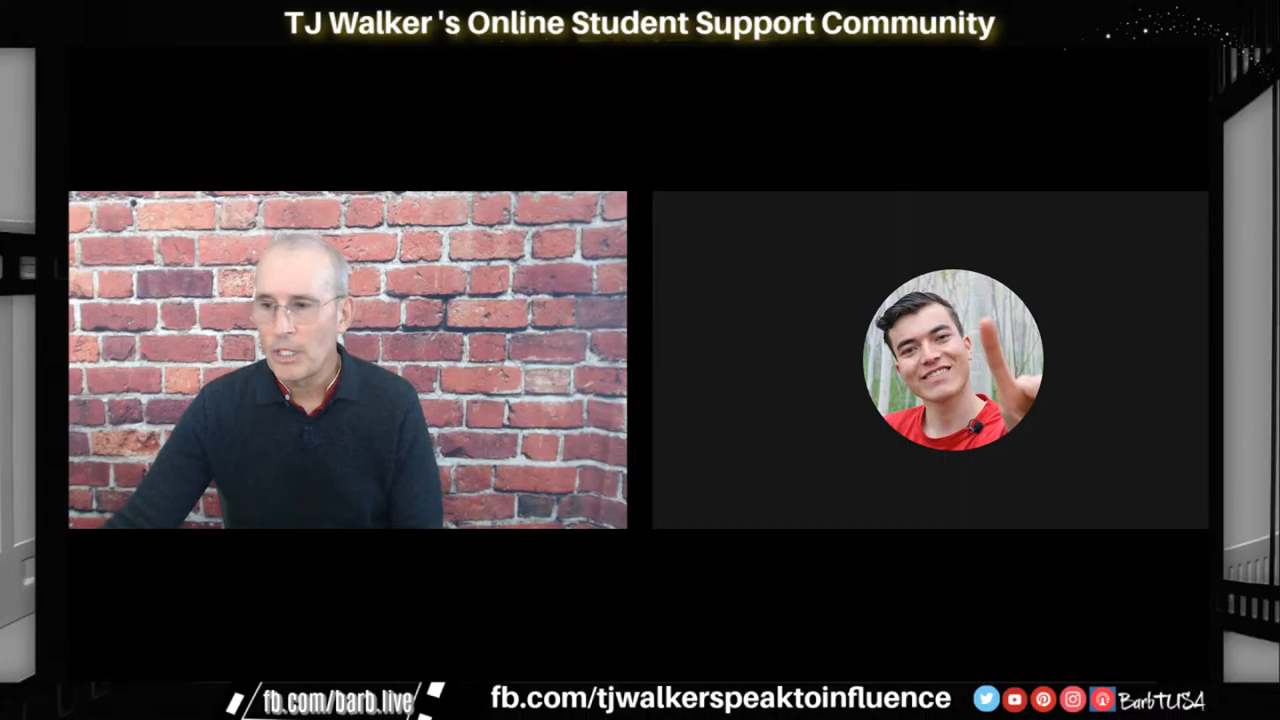 TJ Walker 's Online Student Support Community
fb.com/barb.live
fb.com/tjwalkerspeaktoinfluence
BarbTUSA